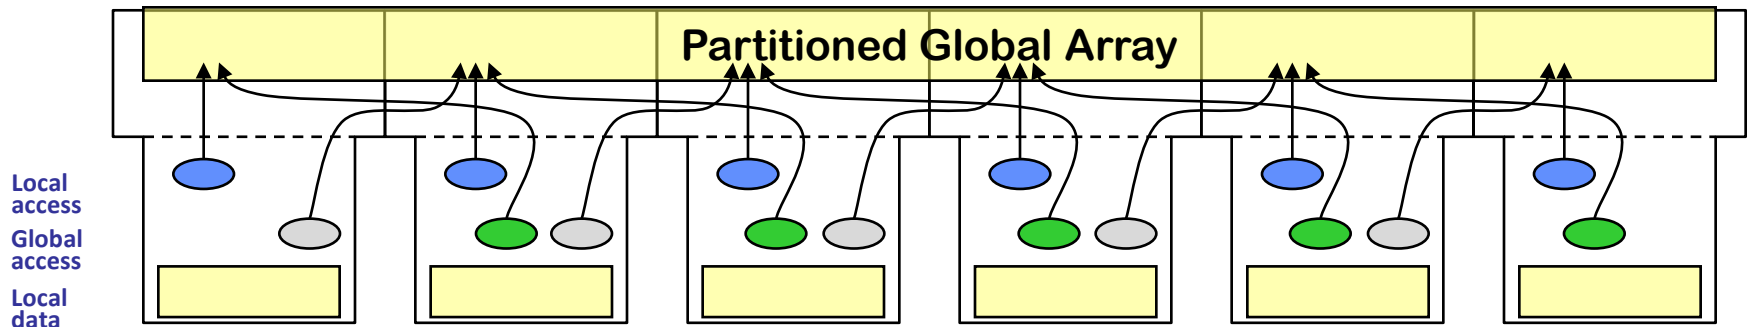 Partitioned Global Array
Local
access
Global
access
Local
data